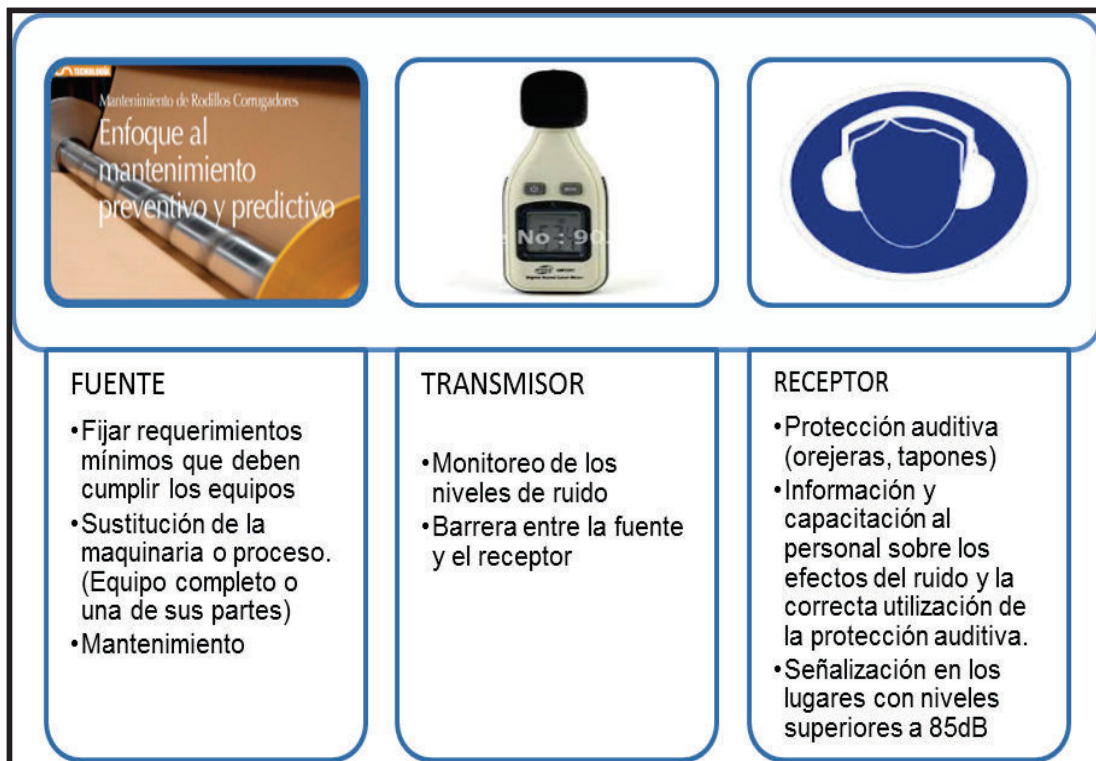 TECNOLOGÍA
Mantenimiento de Rodillos Corrugadores
Enfoque al
mantenimiento
preventivo y predictivo
No : 90
FUENTE
•Fijar requerimientos
mínimos que deben
cumplir los equipos
•Sustitución de la
maquinaria o proceso.
(Equipo completo o
una de sus partes)
•Mantenimiento
TRANSMISOR
•Monitoreo de los
niveles de ruido
•Barrera entre la fuente
y el receptor
RECEPTOR
•Protección auditiva
(orejeras, tapones)
•Información y
capacitación al
personal sobre los
efectos del ruido y la
correcta utilización de
la protección auditiva.
•Señalización en los
lugares con niveles
superiores a 85dB